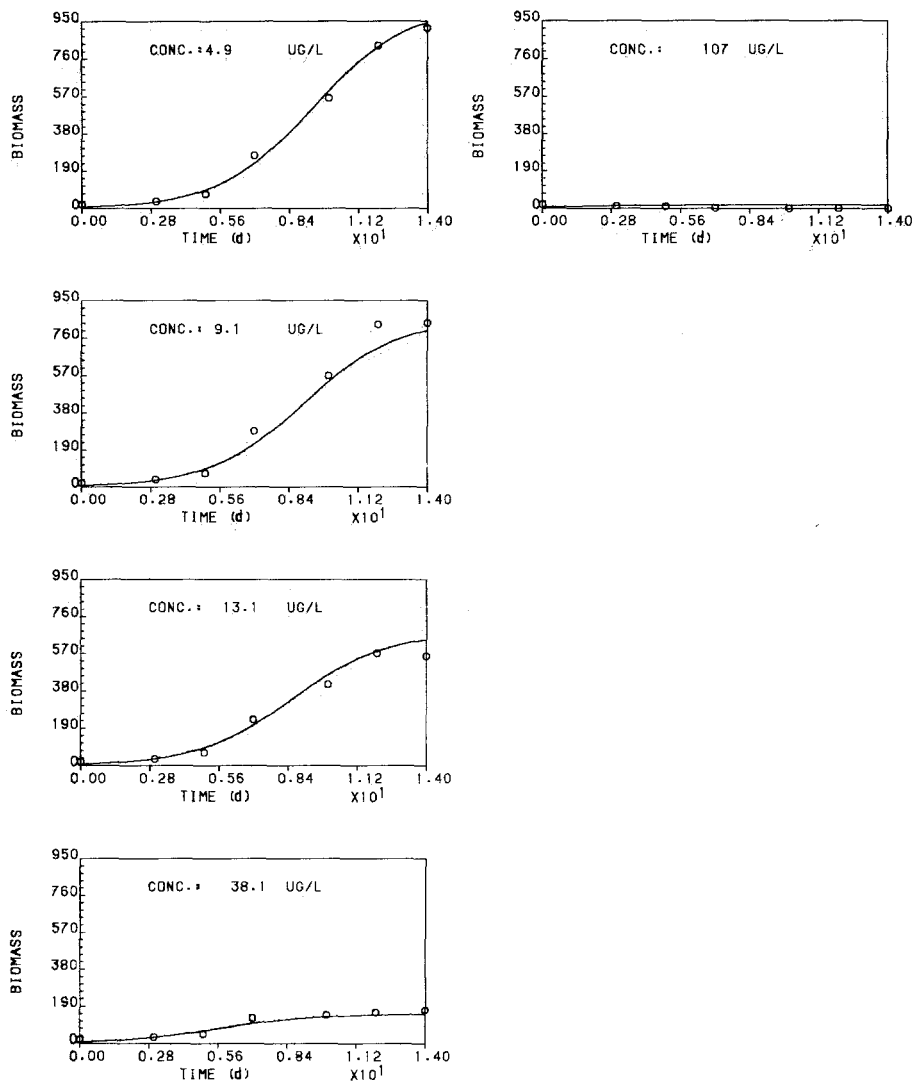 950
760
570
380
190
0
BIOMASS
CONC.: 4.9 UG/L
0.00 0.28 0.56 0.84 1.12 1.40
TIME (d) X10¹
950
760
570
380
190
0
BIOMASS
CONC.: 107 UG/L
0.00 0.28 0.56 0.84 1.12 1.40
TIME (d) X10¹
950
760
570
380
190
0
BIOMASS
CONC.: 9.1 UG/L
0.00 0.28 0.56 0.84 1.12 1.40
TIME (d) X10¹
950
760
570
380
190
0
BIOMASS
CONC.: 13.1 UG/L
0.00 0.28 0.56 0.84 1.12 1.40
TIME (d) X10¹
950
760
570
380
190
0
BIOMASS
CONC.: 38.1 UG/L
0.00 0.28 0.56 0.84 1.12 1.40
TIME (d) X10¹